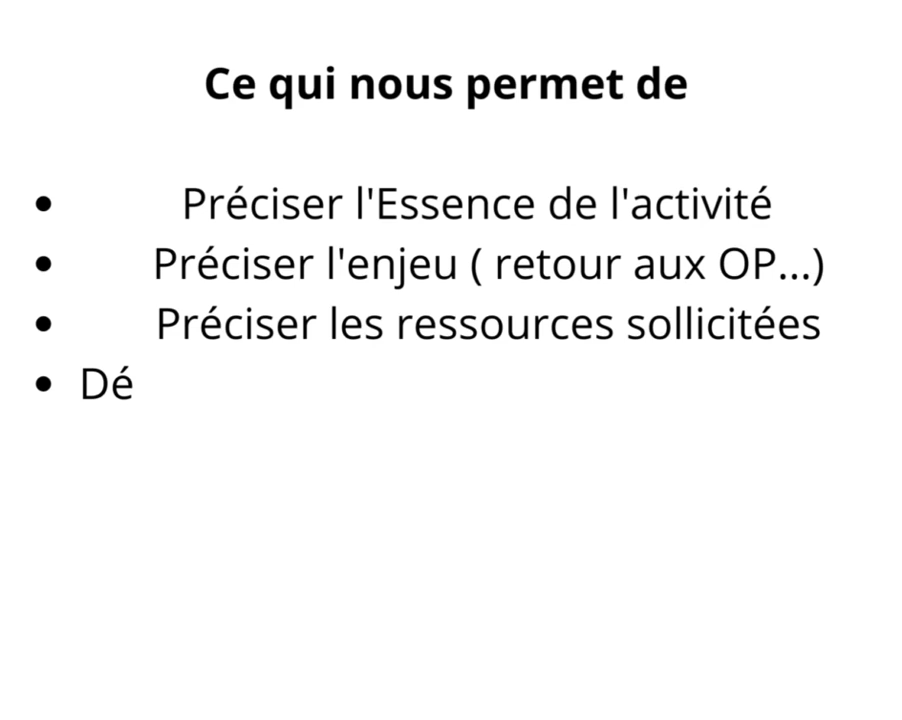 Ce qui nous permet de
• Préciser l'Essence de l'activité
• Préciser l'enjeu ( retour aux OP...)
• Préciser les ressources sollicitées
• Dé